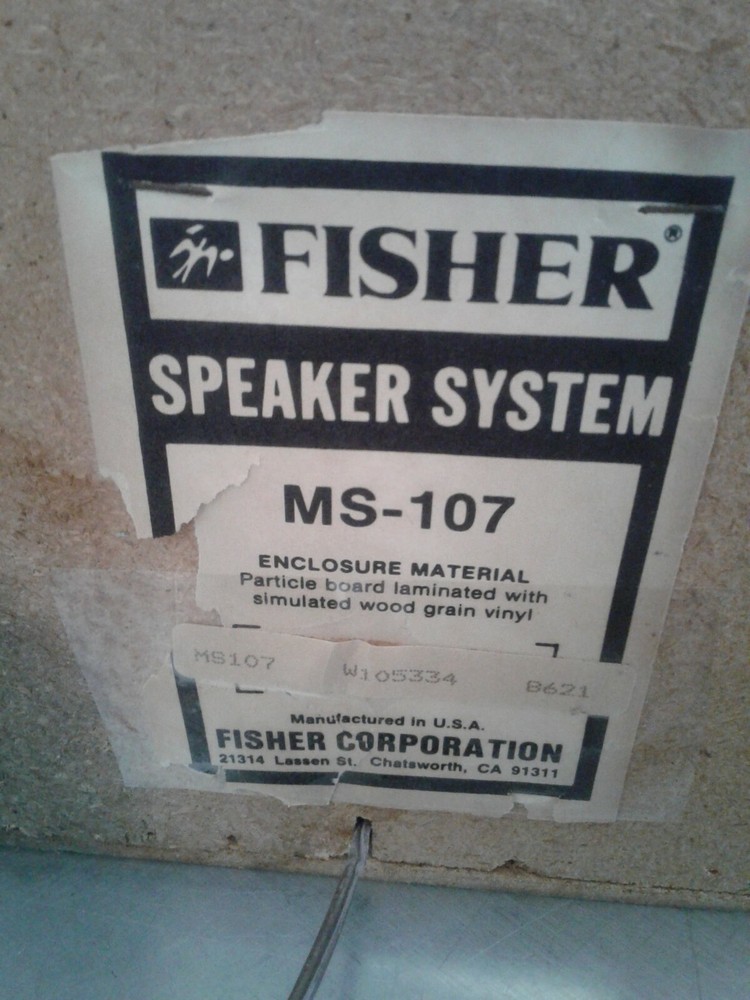 FISHER®
SPEAKER SYSTEM
MS-107
ENCLOSURE MATERIAL
Particle board laminated with
simulated wood grain vinyl
MS107 W105334 B621
Manufactured in U.S.A.
FISHER CORPORATION
21314 Lassen St. Chatsworth, CA 91311